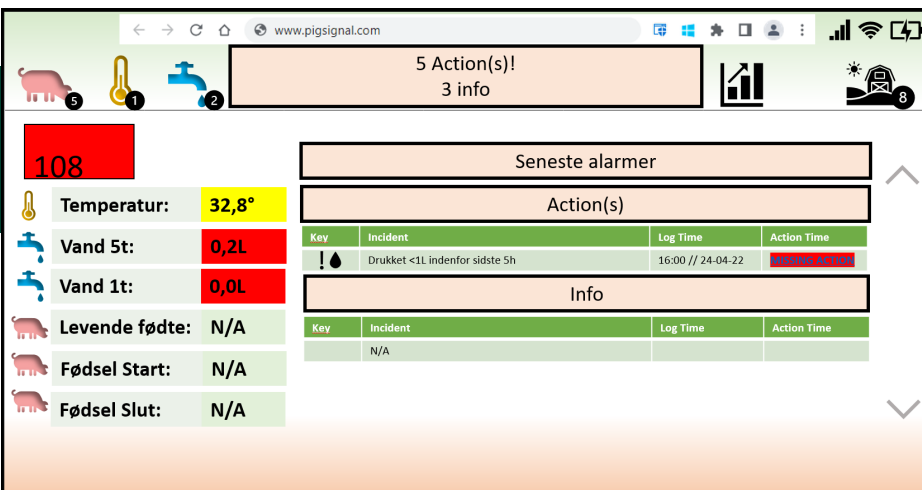 www.pigsignal.com
5 Action(s)!
3 info
5
1
2
8
108
Seneste alarmer
Temperatur: 32,8°
Action(s)
Vand 5t: 0,2L
Key Incident Log Time Action Time
Drukket <1L indenfor sidste 5h 16:00 // 24-04-22 MISSING ACTION
Vand 1t: 0,0L
Info
Levende fødte: N/A
Key Incident Log Time Action Time
N/A
Fødsel Start: N/A
Fødsel Slut: N/A